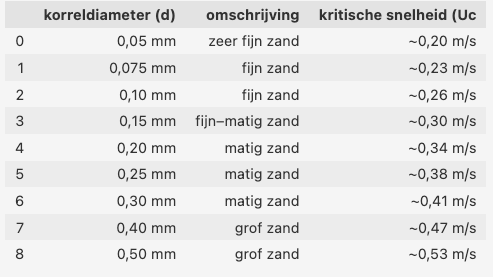 korreldiameter (d) omschrijving kritische snelheid (Uc
0 0,05 mm zeer fijn zand ~0,20 m/s
1 0,075 mm fijn zand ~0,23 m/s
2 0,10 mm fijn zand ~0,26 m/s
3 0,15 mm fijn–matig zand ~0,30 m/s
4 0,20 mm matig zand ~0,34 m/s
5 0,25 mm matig zand ~0,38 m/s
6 0,30 mm matig zand ~0,41 m/s
7 0,40 mm grof zand ~0,47 m/s
8 0,50 mm grof zand ~0,53 m/s